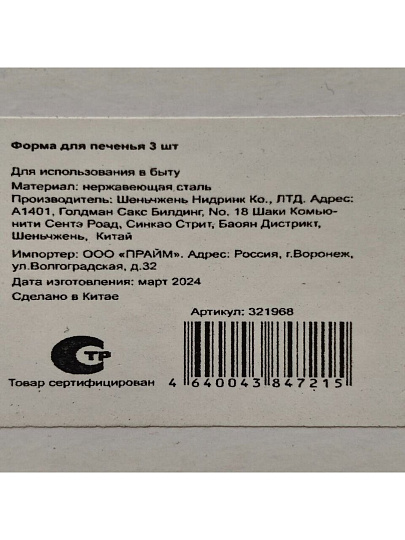 Форма для печенья 3 шт
Для использования в быту
Материал: нержавеющая сталь
Производитель: Шеньчжень Нидринк Ко., ЛТД. Адрес:
А1401, Голдман Сакс Билдинг, No. 18 Шаки Комью-
нити Сентэ Роад, Синкао Стрит, Баоян Дистрикт,
Шеньчжень, Китай
Импортер: ООО «ПРАЙМ». Адрес: Россия, г.Воронеж,
ул.Волгоградская, д.32
Дата изготовления: март 2024
Сделано в Китае
Артикул: 321968
ТР
Товар сертифицирован
4 640043 847215